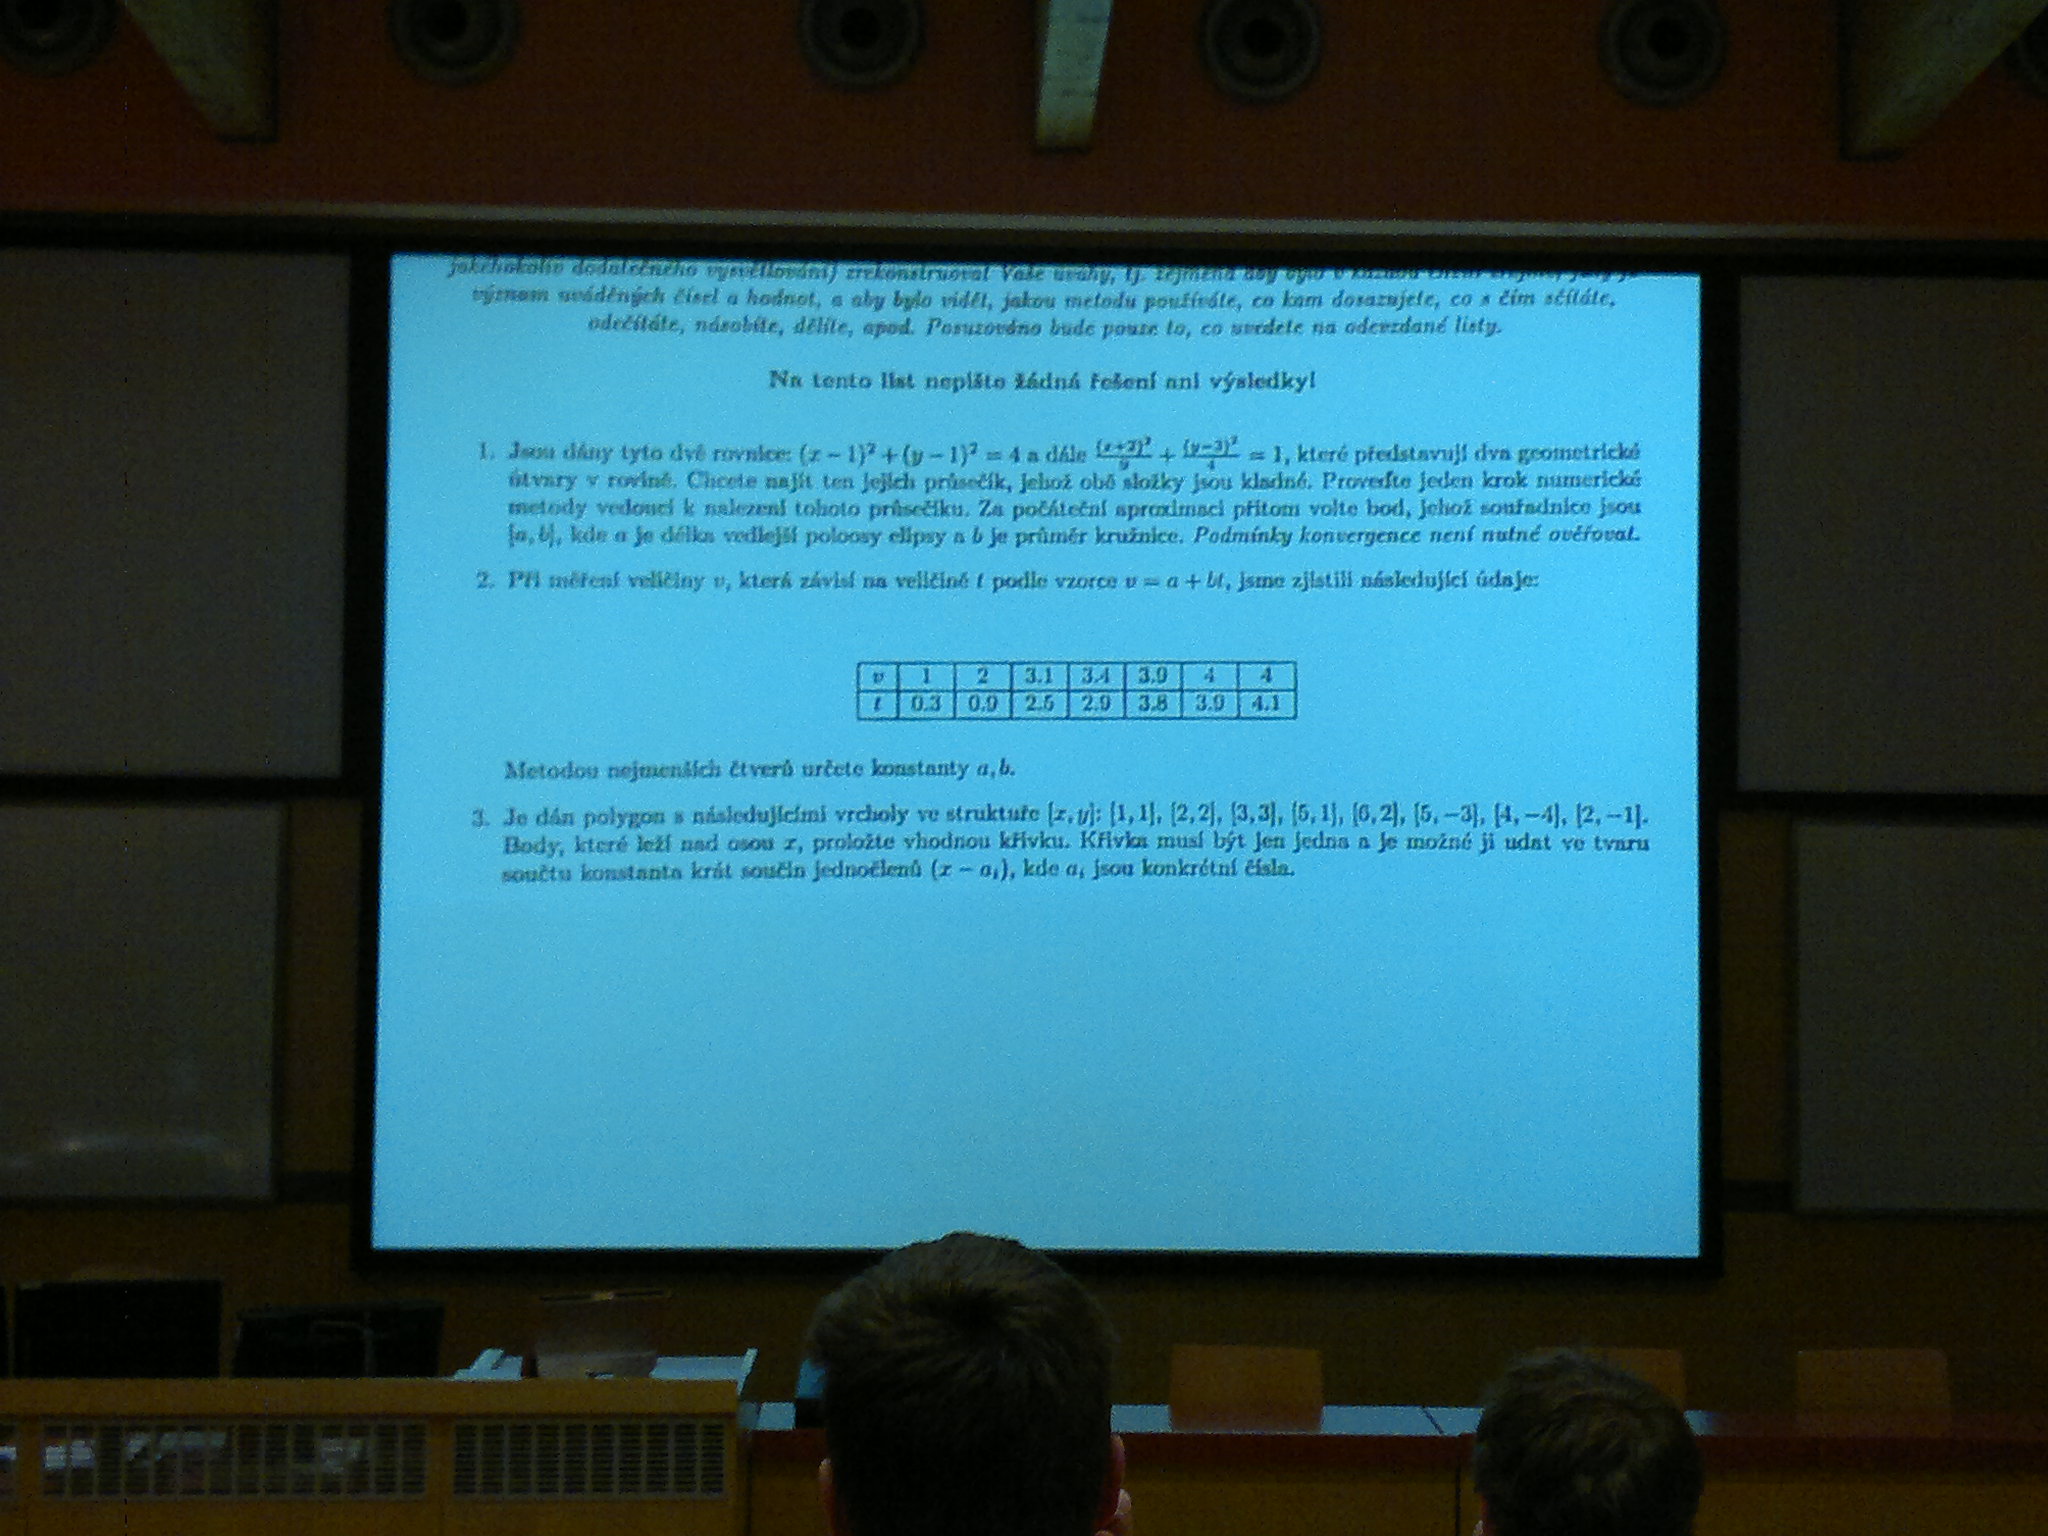 jakéhokoliv dodatečného vysvětlování) zrekonstruovat Vaše úvahy, tj. zejména aby bylo v každou chvíli zřejmé, jaký je
význam uváděných čísel a hodnot, a aby bylo vidět, jakou metodu používáte, co kam dosazujete, co s čím sčítáte,
odečítáte, násobíte, dělíte, apod. Posuzováno bude pouze to, co uvedete na odevzdané listy.
Na tento list nepište žádná řešení ani výsledky!
1. Jsou dány tyto dvě rovnice: (x − 1)² + (y − 1)² = 4 a dále (x+2)²/9 + (y−3)²/4 = 1, které představují dva geometrické
útvary v rovině. Chcete najít ten jejich průsečík, jehož obě složky jsou kladné. Proveďte jeden krok numerické
metody vedoucí k nalezení tohoto průsečíku. Za počáteční aproximaci přitom volte bod, jehož souřadnice jsou
[a, b], kde a je délka vedlejší poloosy elipsy a b je průměr kružnice. Podmínky konvergence není nutné ověřovat.
2. Při měření veličiny v, která závisí na veličině t podle vzorce v = a + bt, jsme zjistili následující údaje:
v 1 2 3.1 3.4 3.9 4 4
t 0.3 0.9 2.5 2.9 3.8 3.9 4.1
Metodou nejmenších čtverů určete konstanty a, b.
3. Je dán polygon s následujícími vrcholy ve struktuře [x, y]: [1, 1], [2, 2], [3, 3], [5, 1], [6, 2], [5, −3], [4, −4], [2, −1].
Body, které leží nad osou x, proložte vhodnou křivku. Křivka musí být jen jedna a je možné ji udat ve tvaru
součtu konstanta krát součin jednočlenů (x − aᵢ), kde aᵢ jsou konkrétní čísla.